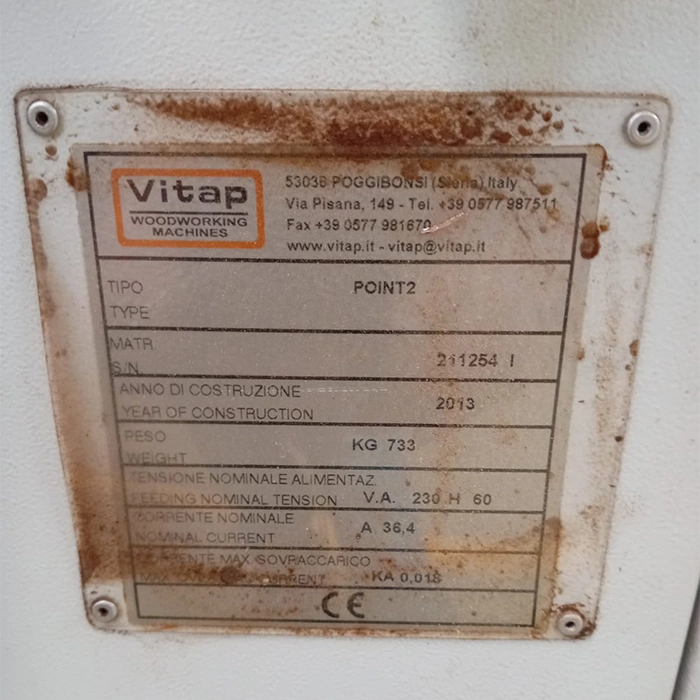 Vitap
WOODWORKING
MACHINES
53036 POGGIBONSI (Siena) Italy
Via Pisana, 149 - Tel. +39 0577 987511
Fax +39 0577 981670
www.vitap.it - vitap@vitap.it
TIPO
TYPE
POINT2
MATR.
S/N.
211254 I
ANNO DI COSTRUZIONE
YEAR OF CONSTRUCTION
2013
PESO
WEIGHT
KG 733
TENSIONE NOMINALE ALIMENTAZ.
FEEDING NOMINAL TENSION
V.A. 230 H 60
CORRENTE NOMINALE
NOMINAL CURRENT
A 36,4
CORRENTE MAX. SOVRACCARICO
MAX. CURRENT
KA 0,018
CE